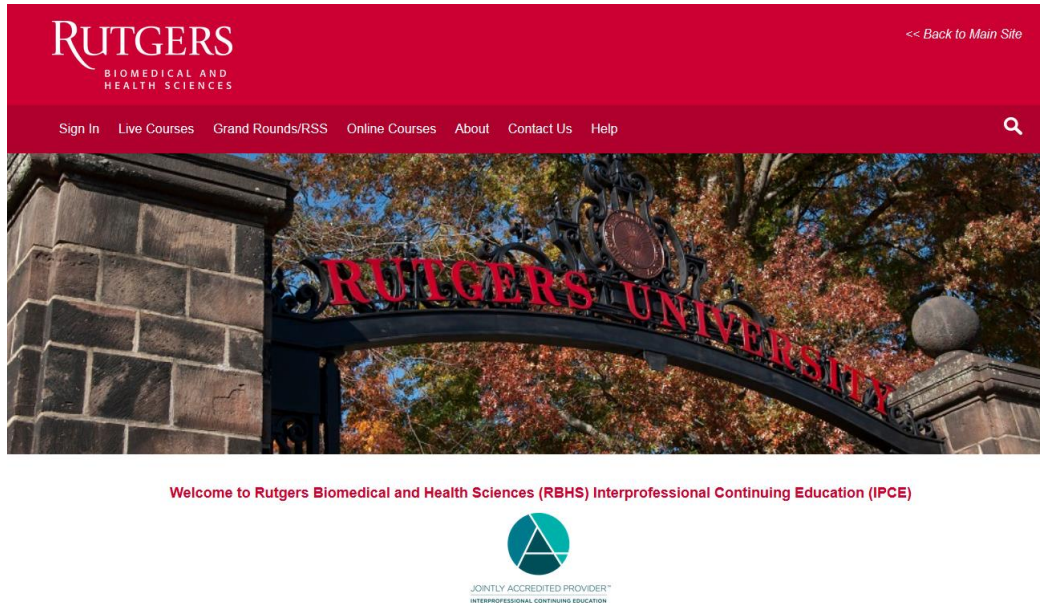 RUTGERS
BIOMEDICAL AND
HEALTH SCIENCES
<< Back to Main Site
Sign In Live Courses Grand Rounds/RSS Online Courses About Contact Us Help
RUTGERS UNIVERSITY
Welcome to Rutgers Biomedical and Health Sciences (RBHS) Interprofessional Continuing Education (IPCE)
JOINTLY ACCREDITED PROVIDER™
INTERPROFESSIONAL CONTINUING EDUCATION